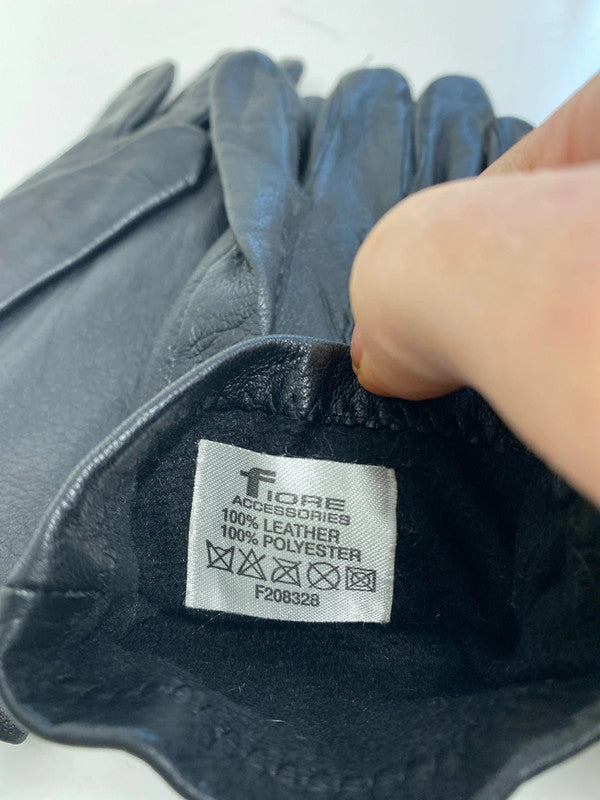 Fiore
ACCESSORIES
100% LEATHER
100% POLYESTER
F208328